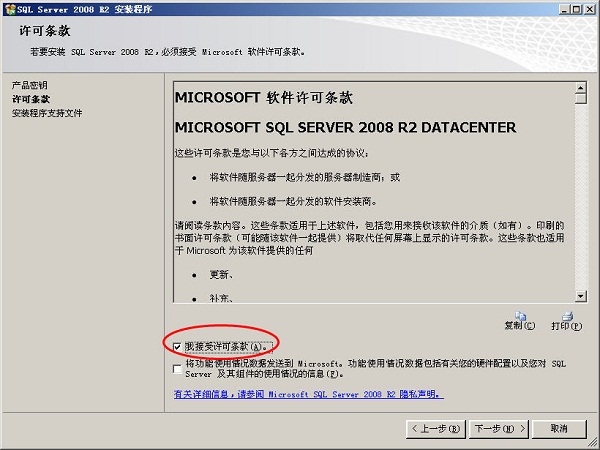 SQL Server 2008 R2 安装程序
许可条款
若要安装 SQL Server 2008 R2,必须接受 Microsoft 软件许可条款。
产品密钥
许可条款
安装程序支持文件
MICROSOFT 软件许可条款
MICROSOFT SQL SERVER 2008 R2 DATACENTER
这些许可条款是您与以下各方之间达成的协议:
• 将软件随服务器一起分发的服务器制造商；或
• 将软件随服务器一起分发的软件安装商。
请阅读条款内容。这些条款适用于上述软件，包括您用来接收该软件的介质（如有）。印刷的
书面许可条款（可能随该软件一起提供）将取代任何屏幕上显示的许可条款。这些条款也适用
于 Microsoft 为该软件提供的任何
• 更新、
• 补充、
复制(C) 打印(P)
我接受许可条款(A)。
将功能使用情况数据发送到 Microsoft。功能使用情况数据包括有关您的硬件配置以及您对 SQL
Server 及其组件的使用情况的信息(F)。
有关详细信息,请参阅 Microsoft SQL Server 2008 R2 隐私声明。
< 上一步(B) 下一步(N) > 取消